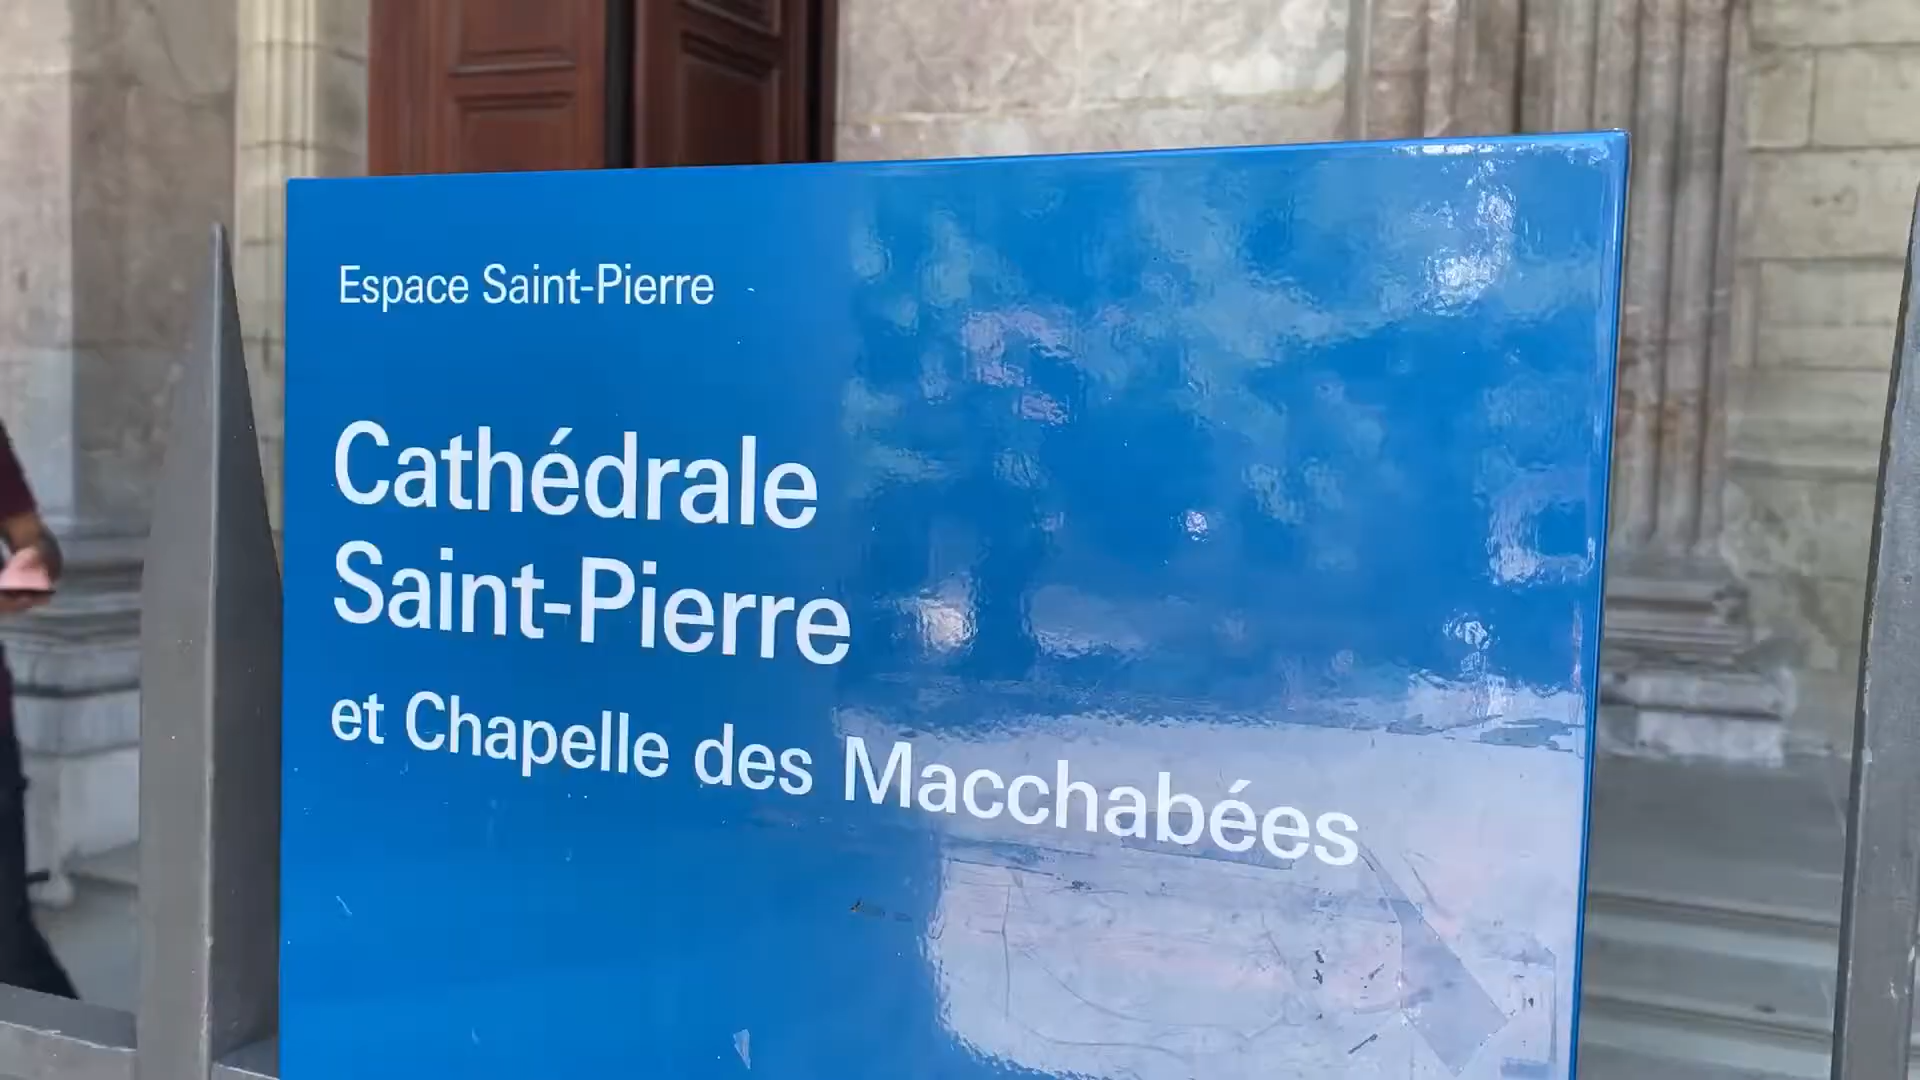 Espace Saint-Pierre
Cathédrale
Saint-Pierre
et Chapelle des Macchabées